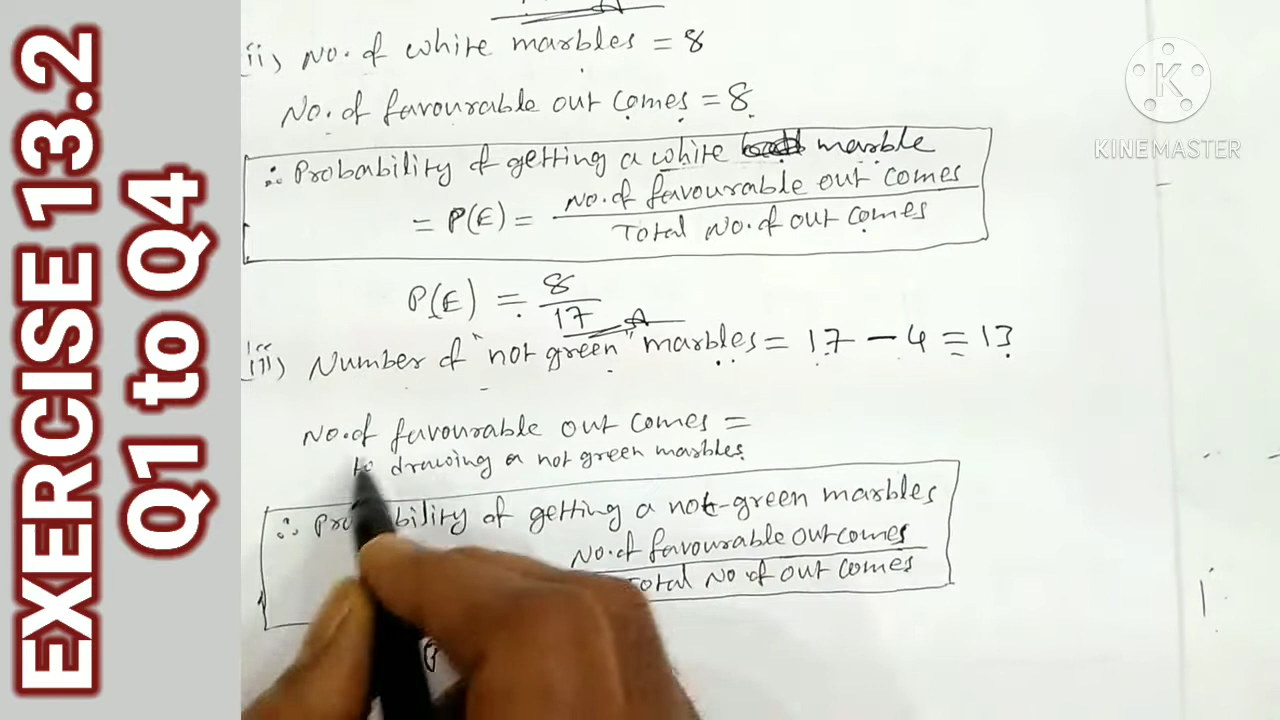 EXERCISE 13.2
Q1 to Q4
K
KINEMASTER
(ii) No. of white marbles = 8
No. of favourable out comes = 8
∴ Probability of getting a white marble
= P(E) = No. of favourable out comes
Total No. of out comes
P(E) = 8
17
(iii) Number of "not green" marbles = 17 - 4 = 13
No. of favourable out comes =
to drawing a not green marbles.
∴ bility of getting a not-green marbles
No. of favourable outcomes
Total No of out comes